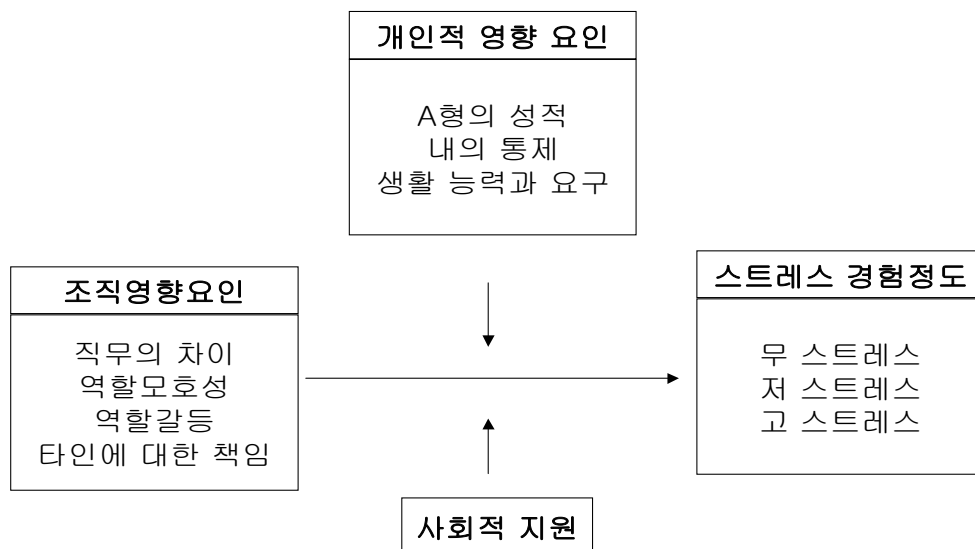 개인적 영향 요인
A형의 성적
내의 통제
생활 능력과 요구
조직영향요인
직무의 차이
역할모호성
역할갈등
타인에 대한 책임
스트레스 경험정도
무 스트레스
저 스트레스
고 스트레스
사회적 지원